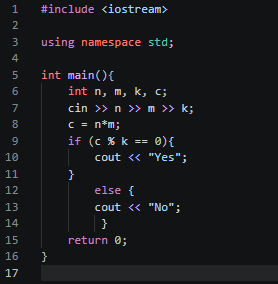 1 #include <iostream>
2
3 using namespace std;
4
5 int main(){
6     int n, m, k, c;
7     cin >> n >> m >> k;
8     c = n*m;
9     if (c % k == 0){
10         cout << "Yes";
11     }
12         else {
13         cout << "No";
14          }
15     return 0;
16 }
17